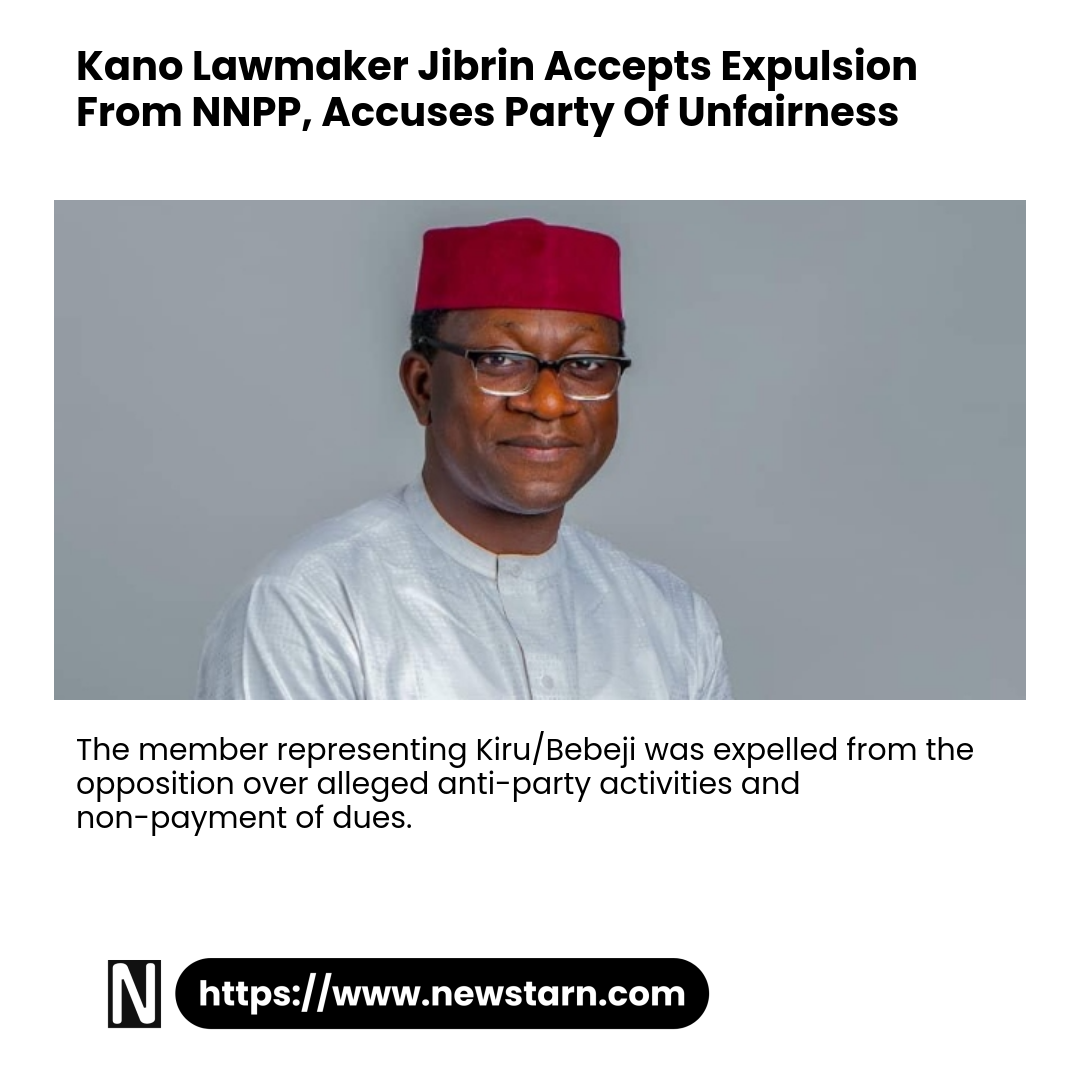 Kano Lawmaker Jibrin Accepts Expulsion
From NNPP, Accuses Party Of Unfairness
The member representing Kiru/Bebeji was expelled from the
opposition over alleged anti-party activities and
non-payment of dues.
N
https://www.newstarn.com